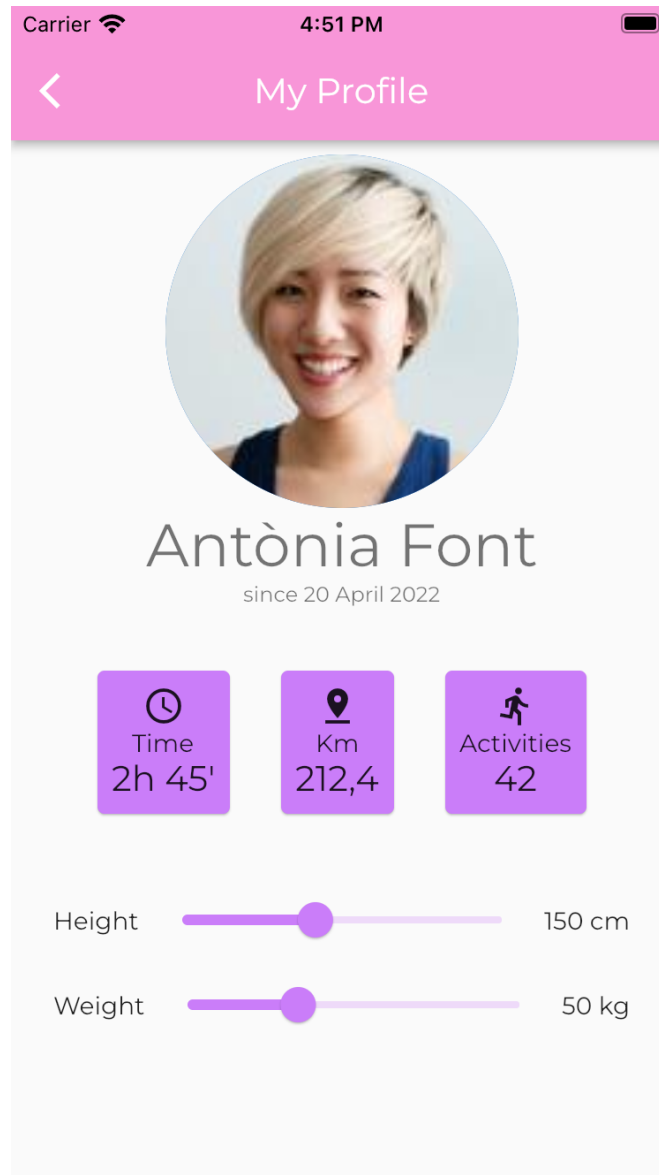 Carrier 4:51 PM
My Profile
Antònia Font
since 20 April 2022
Time Km Activities
2h 45' 212,4 42
Height 150 cm
Weight 50 kg